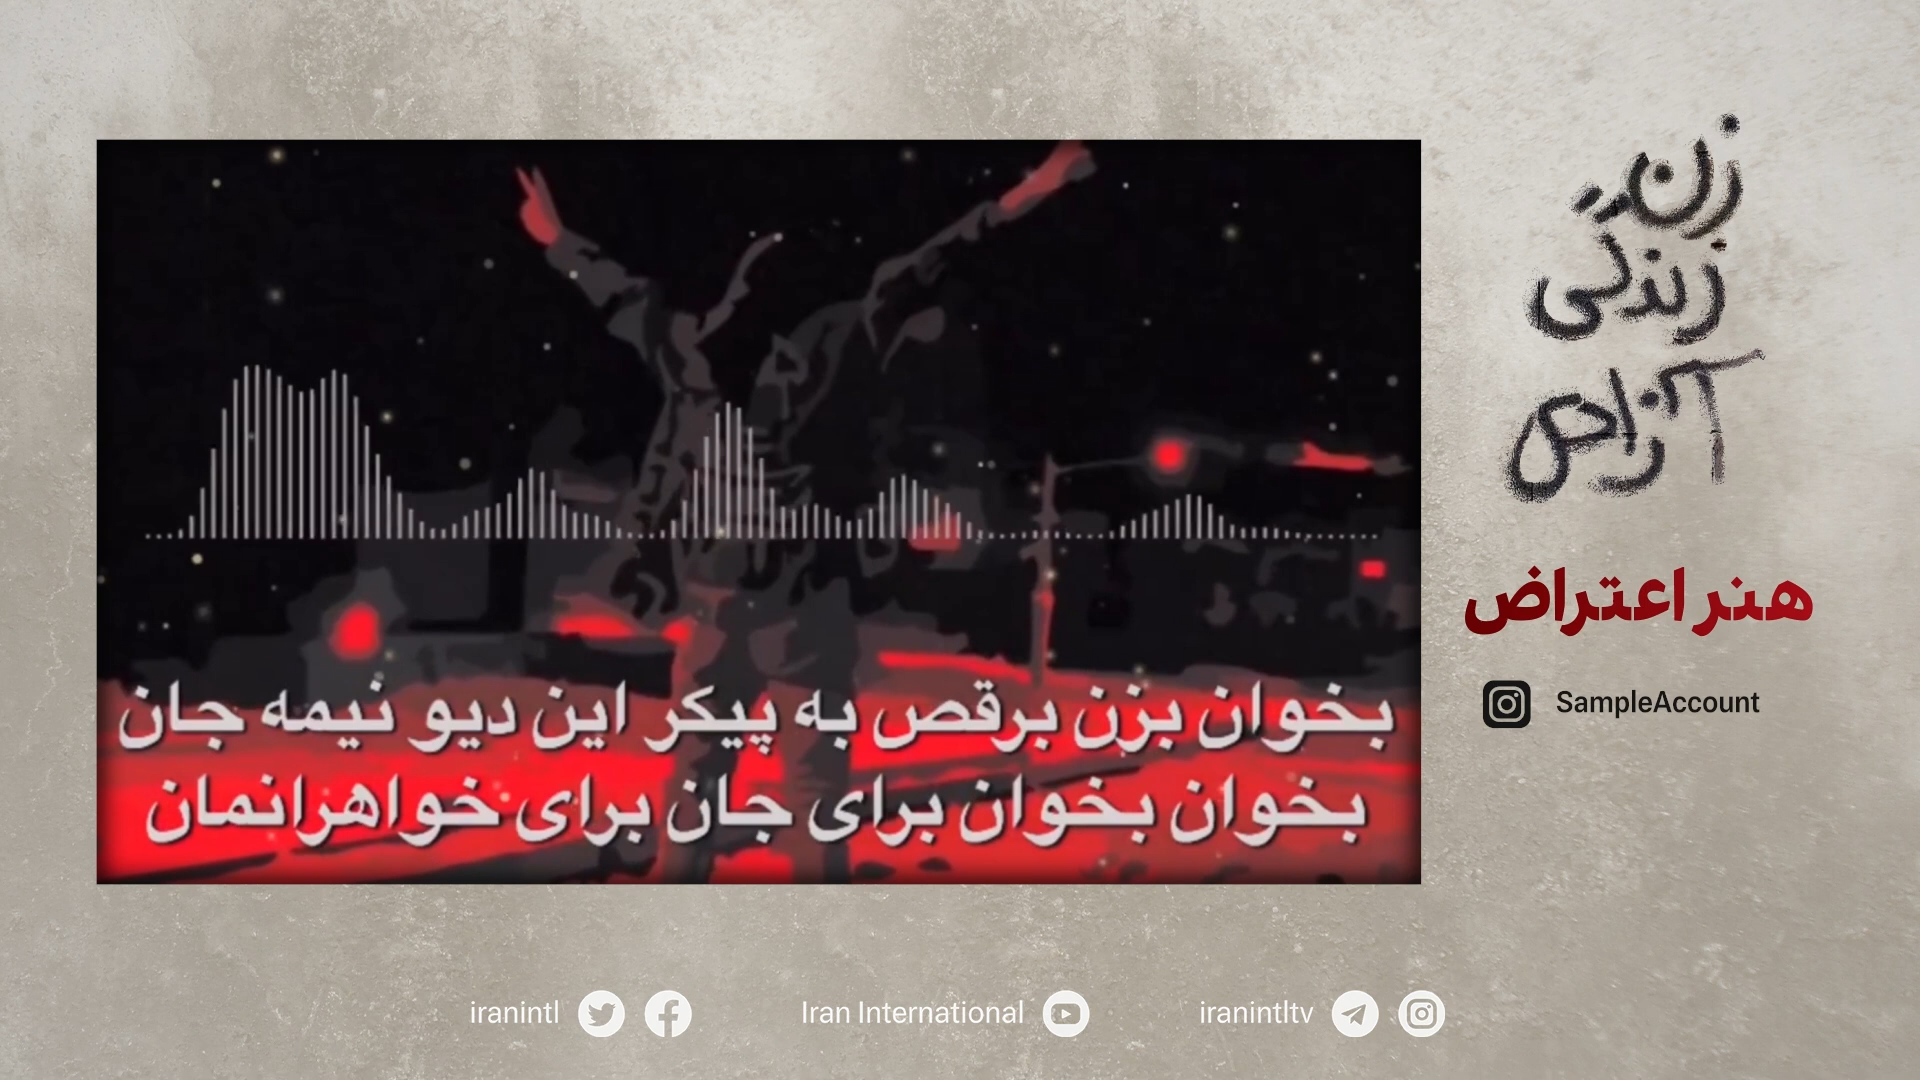 بخوان بزن برقص به پیکر این دیو نیمه جان
بخوان بخوان برای جان برای خواهرانمان
زن
زندگی
آزادی
هنر اعتراض
SampleAccount
iranintl
Iran International
iranintltv